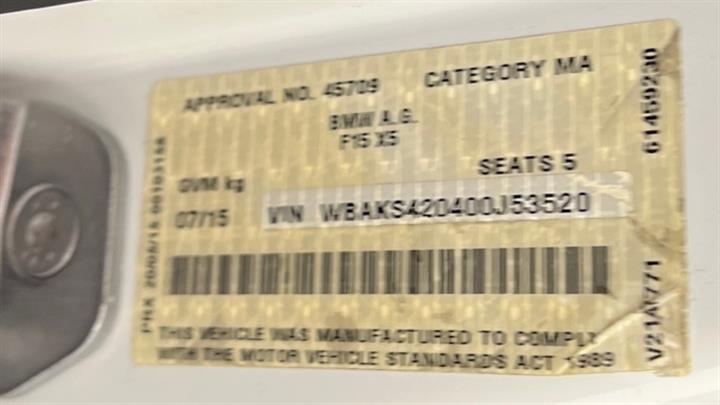 APPROVAL NO. 45709 CATEGORY MA
BMW A.G.
F15 X5
SEATS 5
GVM kg
07/15 VIN WBAKS420400J53520
THIS VEHICLE WAS MANUFACTURED TO COMPLY
WITH THE MOTOR VEHICLE STANDARDS ACT 1989
61459230